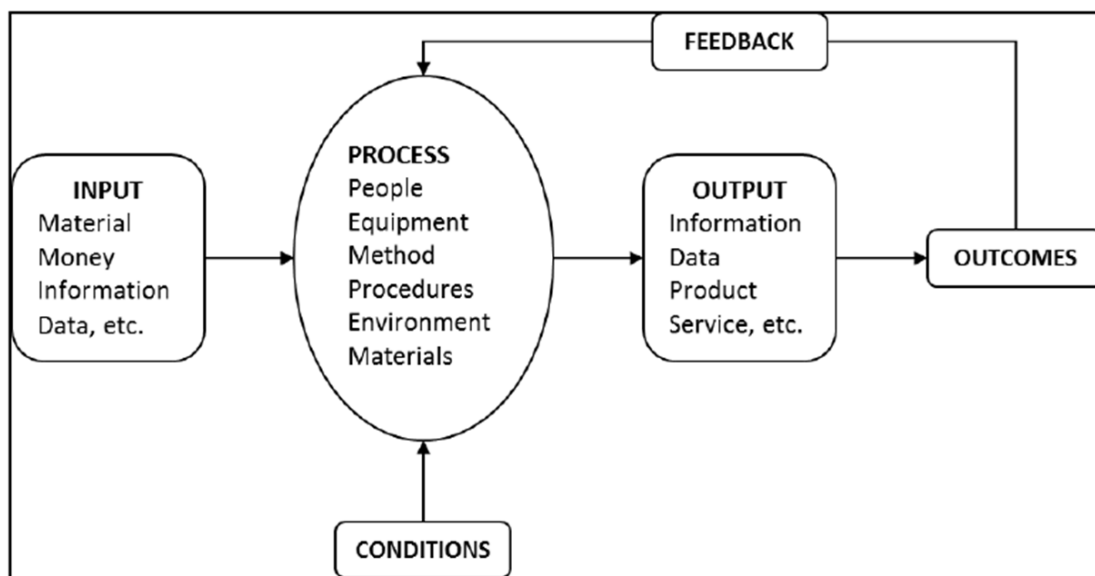 FEEDBACK
INPUT
Material
Money
Information
Data, etc.
PROCESS
People
Equipment
Method
Procedures
Environment
Materials
OUTPUT
Information
Data
Product
Service, etc.
OUTCOMES
CONDITIONS